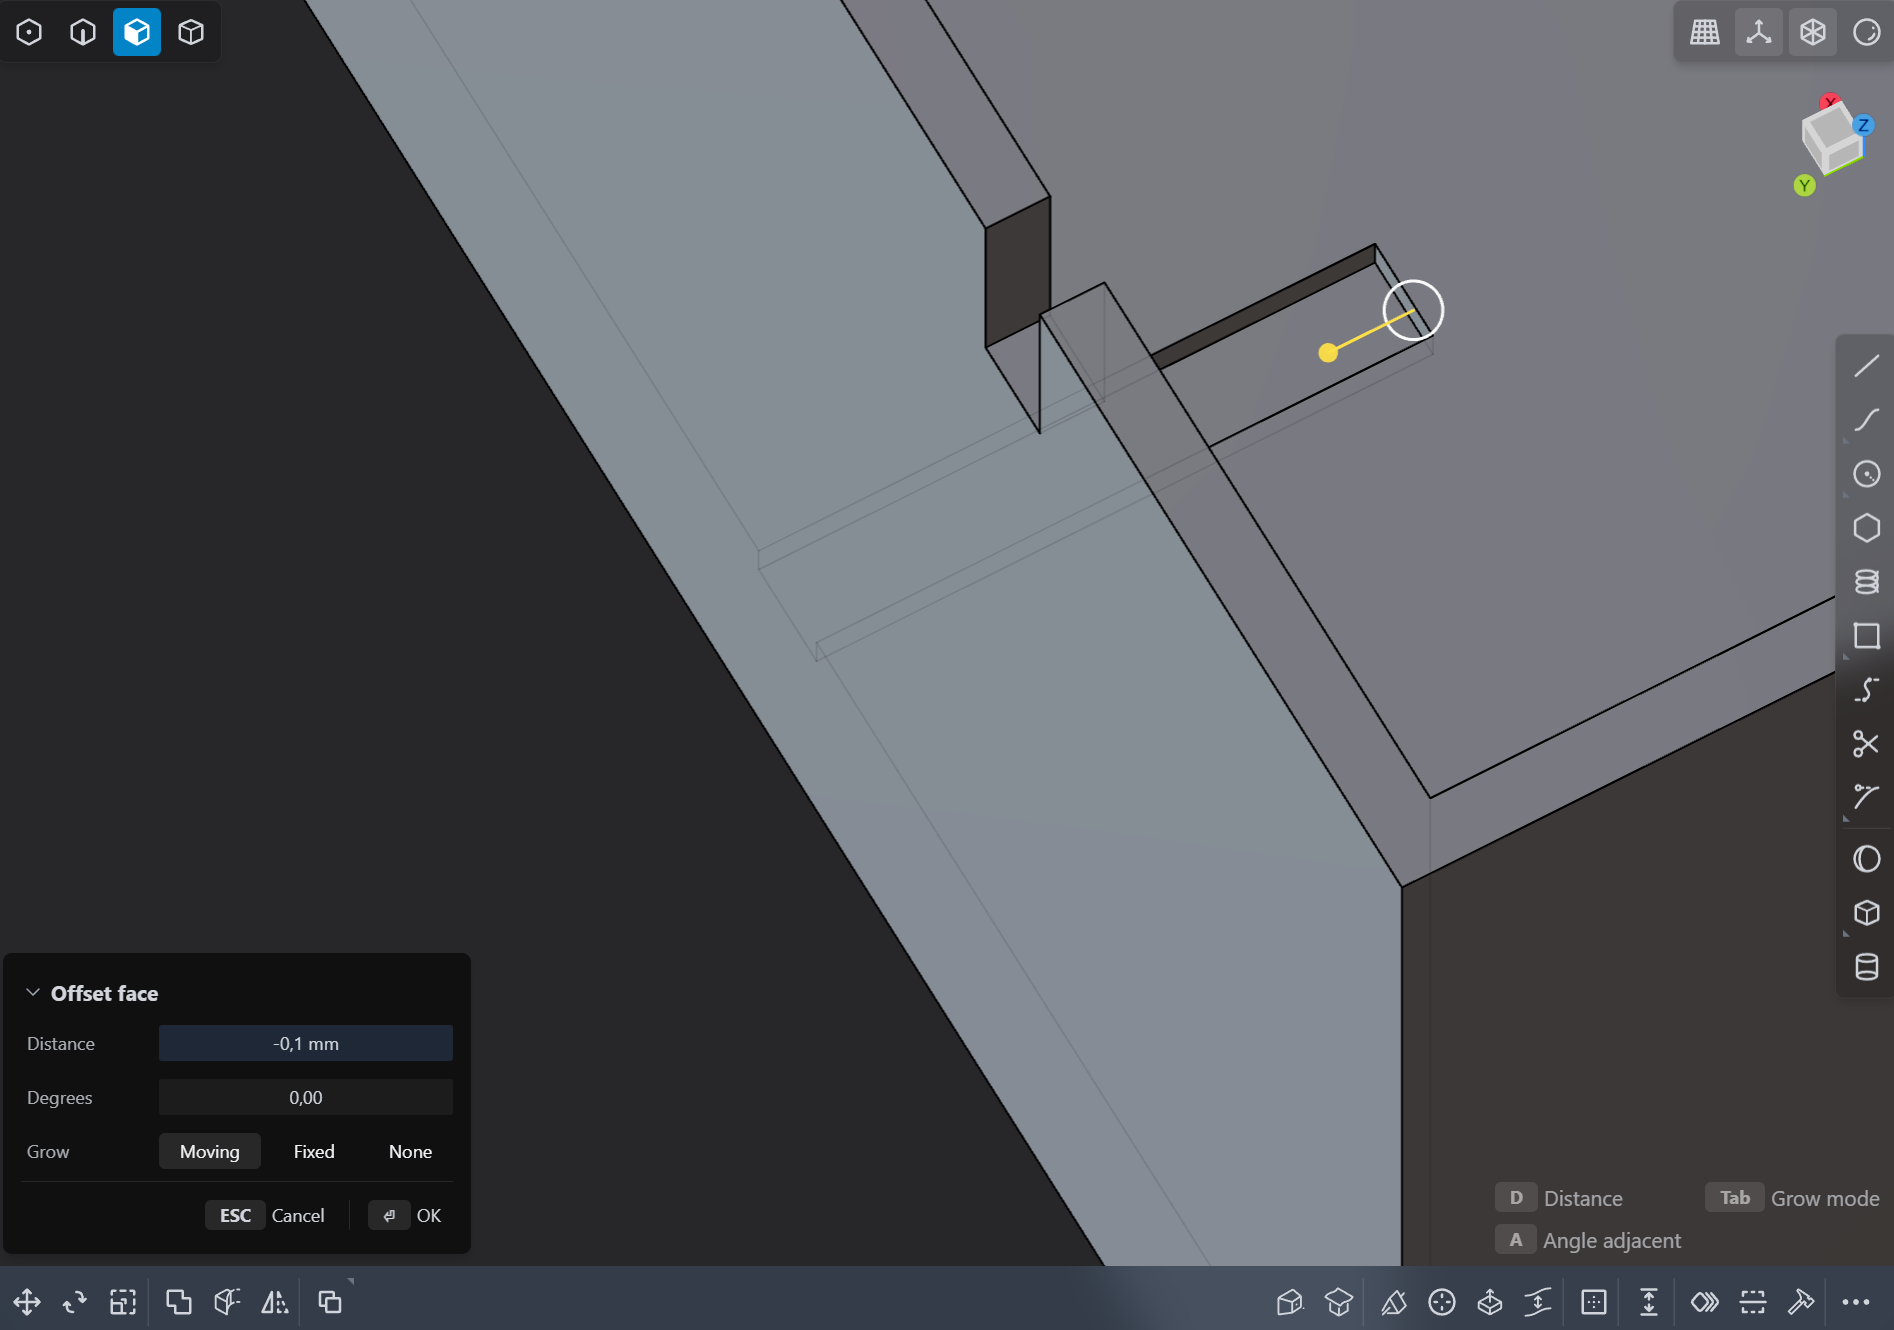 X
Z
Y
Offset face
Distance -0,1 mm
Degrees 0,00
Grow Moving Fixed None
ESC Cancel OK
D Distance Tab Grow mode
A Angle adjacent